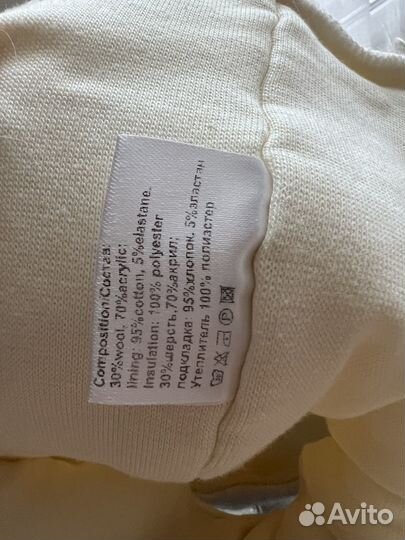 Composition/Состав:
30%wool, 70%acrylic;
lining: 95%cotton, 5%elastane.
Insulation: 100% polyester
30%шерсть,70%акрил;
подкладка: 95%хлопок, 5%эластан
Утеплитель 100% полиэстер
Avito